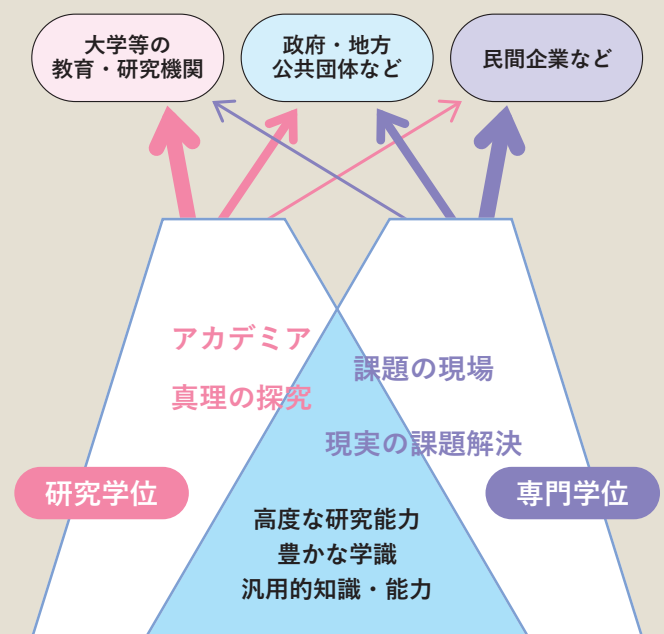 大学等の
教育・研究機関
政府・地方
公共団体など
民間企業など
アカデミア
真理の探究
課題の現場
現実の課題解決
研究学位
専門学位
高度な研究能力
豊かな学識
汎用的知識・能力